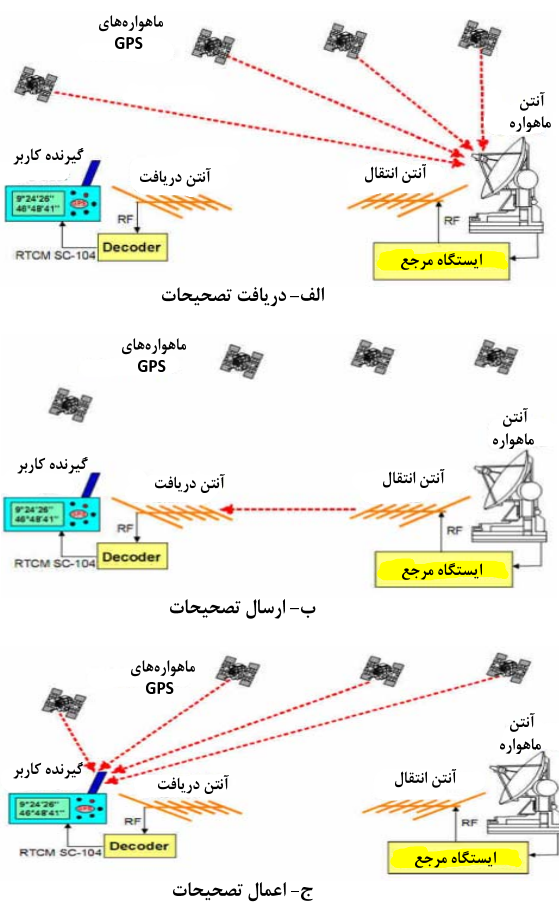 ماهواره‌های
GPS
آنتن
ماهواره
گیرنده کاربر
آنتن دریافت
آنتن انتقال
9°24'26"
46°48'41"
GPS
RF
RF
RTCM SC-104
Decoder
ایستگاه مرجع
الف- دریافت تصحیحات
ماهواره‌های
GPS
آنتن
ماهواره
گیرنده کاربر
آنتن دریافت
آنتن انتقال
9°24'26"
46°48'41"
GPS
RF
RF
RTCM SC-104
Decoder
ایستگاه مرجع
ب- ارسال تصحیحات
ماهواره‌های
GPS
آنتن
ماهواره
گیرنده کاربر
آنتن دریافت
آنتن انتقال
9°24'26"
46°48'41"
GPS
RF
RF
RTCM SC-104
Decoder
ایستگاه مرجع
ج- اعمال تصحیحات